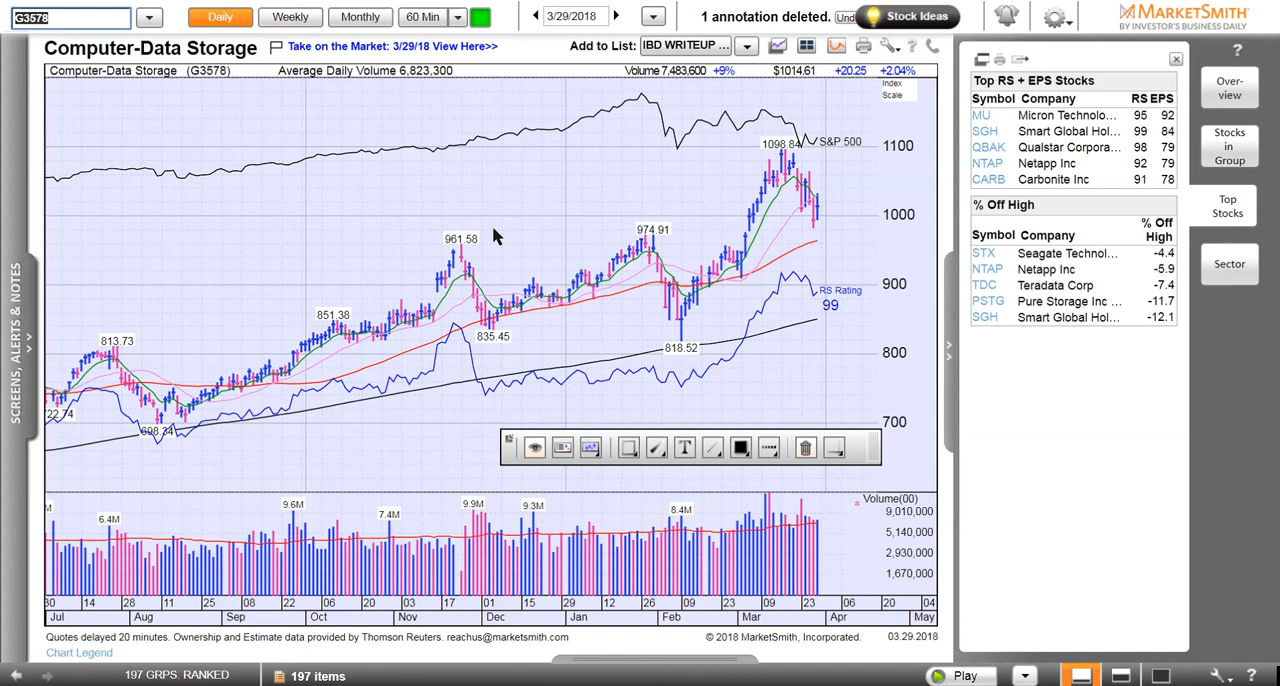 G3578
Daily
Weekly
Monthly
60 Min
3/29/2018
1 annotation deleted.
Stock Ideas
MARKETSMITH
BY INVESTOR'S BUSINESS DAILY
Computer-Data Storage
Take on the Market: 3/29/18 View Here>>
Add to List: IBD WRITEUP ...
Computer-Data Storage (G3578) Average Daily Volume 6,823,300 Volume 7,483,600 +9% $1014.61 +20.25 +2.04%
Index
Scale
1100
1000
900
800
700
S&P 500
1098.84
974.91
961.58
851.38
835.45
813.73
818.52
698.34
RS Rating
99
Volume(00)
9,010,000
5,140,000
2,930,000
1,670,000
6.4M
9.6M
7.4M
9.9M
9.3M
8.4M
30 14 28 11 25 08 22 06 20 03 17 01 15 29 12 26 09 23 09 23 06 20 04
Jul Aug Sep Oct Nov Dec Jan Feb Mar Apr May
Quotes delayed 20 minutes. Ownership and Estimate data provided by Thomson Reuters. reachus@marketsmith.com
© 2018 MarketSmith, Incorporated. 03.29.2018
Chart Legend
SCREENS, ALERTS & NOTES
Top RS + EPS Stocks
Symbol Company RS EPS
MU Micron Technolo... 95 92
SGH Smart Global Hol... 99 84
QBAK Qualstar Corpora... 98 79
NTAP Netapp Inc 92 79
CARB Carbonite Inc 91 78
% Off High
Symbol Company % Off High
STX Seagate Technol... -4.4
NTAP Netapp Inc -5.9
TDC Teradata Corp -7.4
PSTG Pure Storage Inc ... -11.7
SGH Smart Global Hol... -12.1
Over-
view
Stocks
in
Group
Top
Stocks
Sector
T
197 GRPS. RANKED
197 items
Play